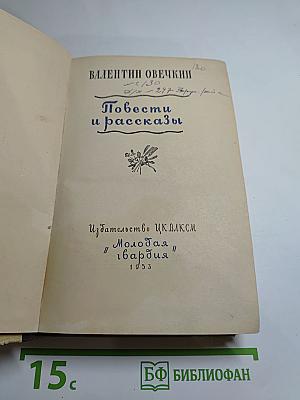 ВАЛЕНТИН ОВЕЧКИН
Повести
и рассказы
Издательство ЦК ВЛКСМ
„Молодая
гвардия"
1953
15с
БФ БИБЛИОФАН